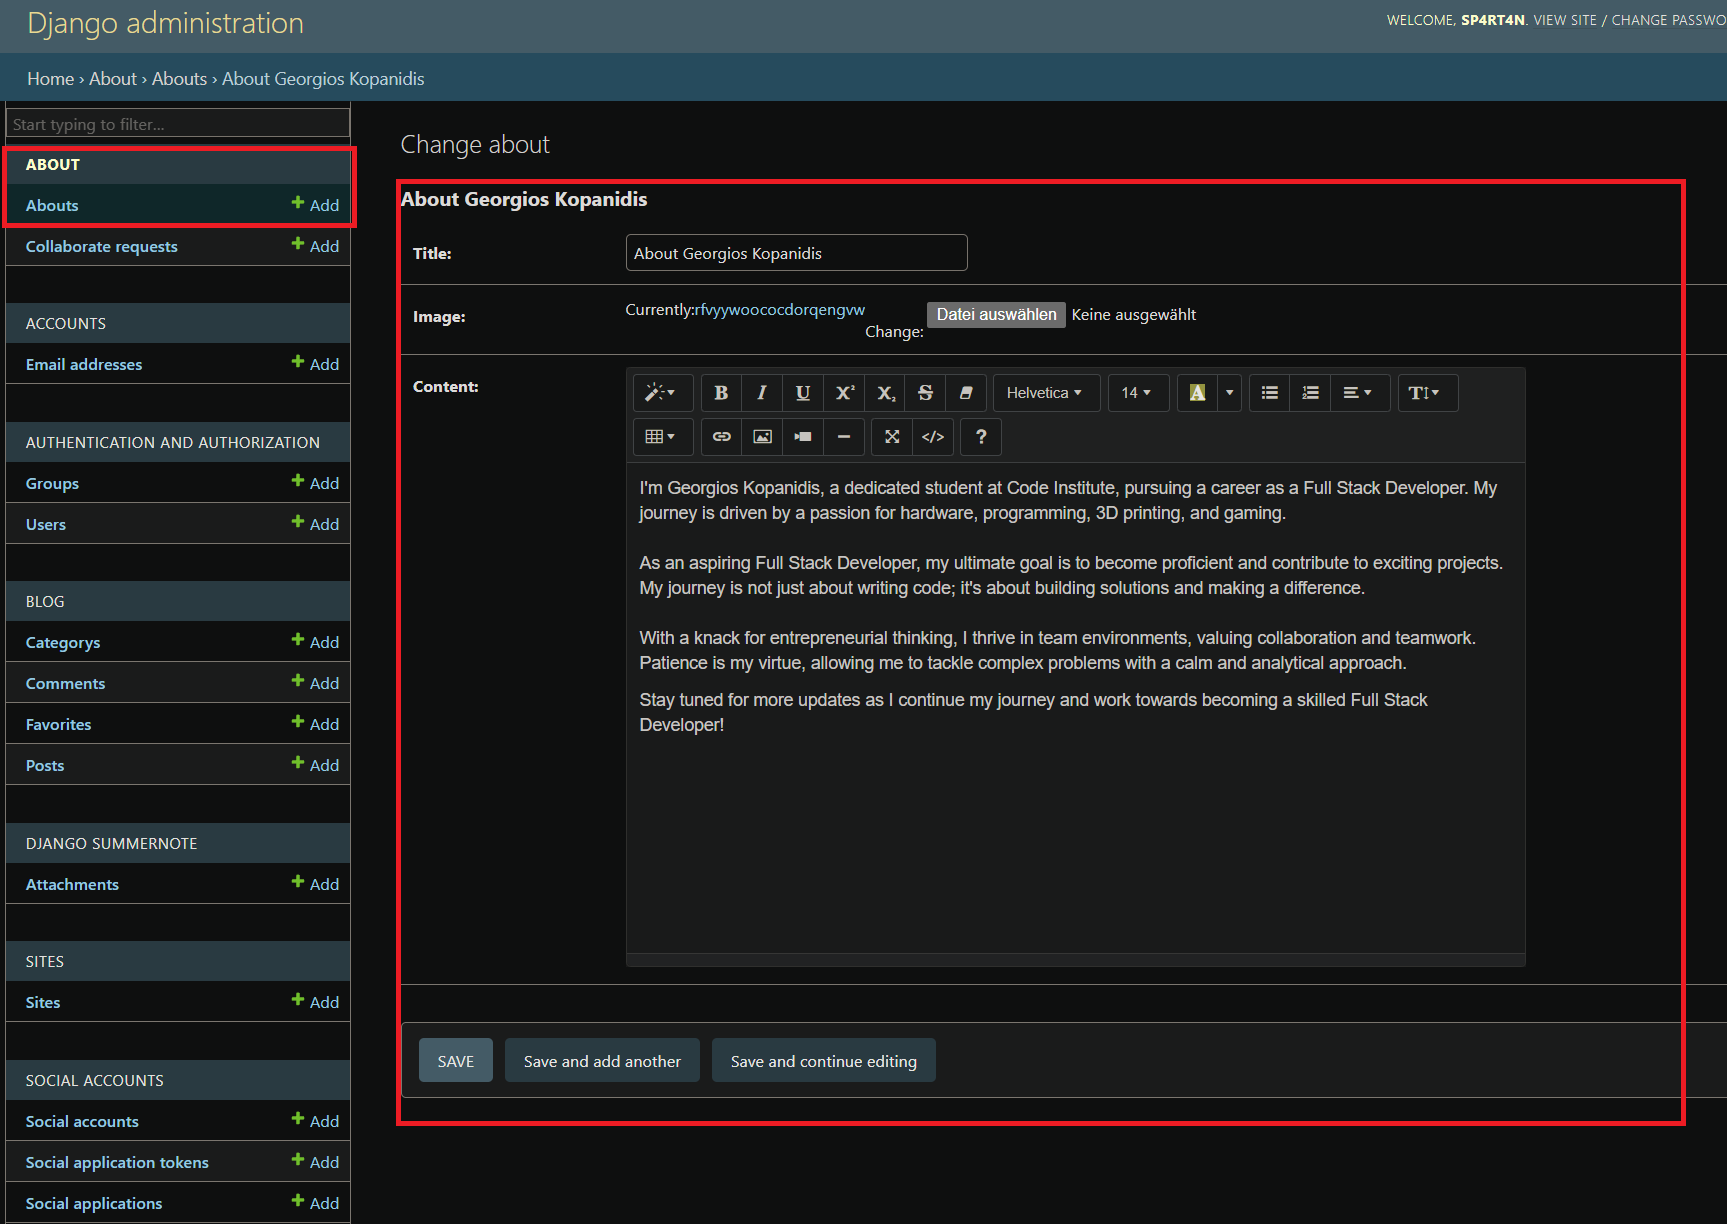 Django administration
WELCOME, SP4RT4N. VIEW SITE / CHANGE PASSWO
Home › About › Abouts › About Georgios Kopanidis
Start typing to filter...
ABOUT
Abouts + Add
Collaborate requests + Add
ACCOUNTS
Email addresses + Add
AUTHENTICATION AND AUTHORIZATION
Groups + Add
Users + Add
BLOG
Categorys + Add
Comments + Add
Favorites + Add
Posts + Add
DJANGO SUMMERNOTE
Attachments + Add
SITES
Sites + Add
SOCIAL ACCOUNTS
Social accounts + Add
Social application tokens + Add
Social applications + Add
Change about
About Georgios Kopanidis
Title: About Georgios Kopanidis
Image: Currently:rfvyywoococdorqengvw
Change: Datei auswählen Keine ausgewählt
Content:
B I U X² X₂ S Helvetica 14 A T
</> ?
I'm Georgios Kopanidis, a dedicated student at Code Institute, pursuing a career as a Full Stack Developer. My
journey is driven by a passion for hardware, programming, 3D printing, and gaming.
As an aspiring Full Stack Developer, my ultimate goal is to become proficient and contribute to exciting projects.
My journey is not just about writing code; it's about building solutions and making a difference.
With a knack for entrepreneurial thinking, I thrive in team environments, valuing collaboration and teamwork.
Patience is my virtue, allowing me to tackle complex problems with a calm and analytical approach.
Stay tuned for more updates as I continue my journey and work towards becoming a skilled Full Stack
Developer!
SAVE
Save and add another
Save and continue editing